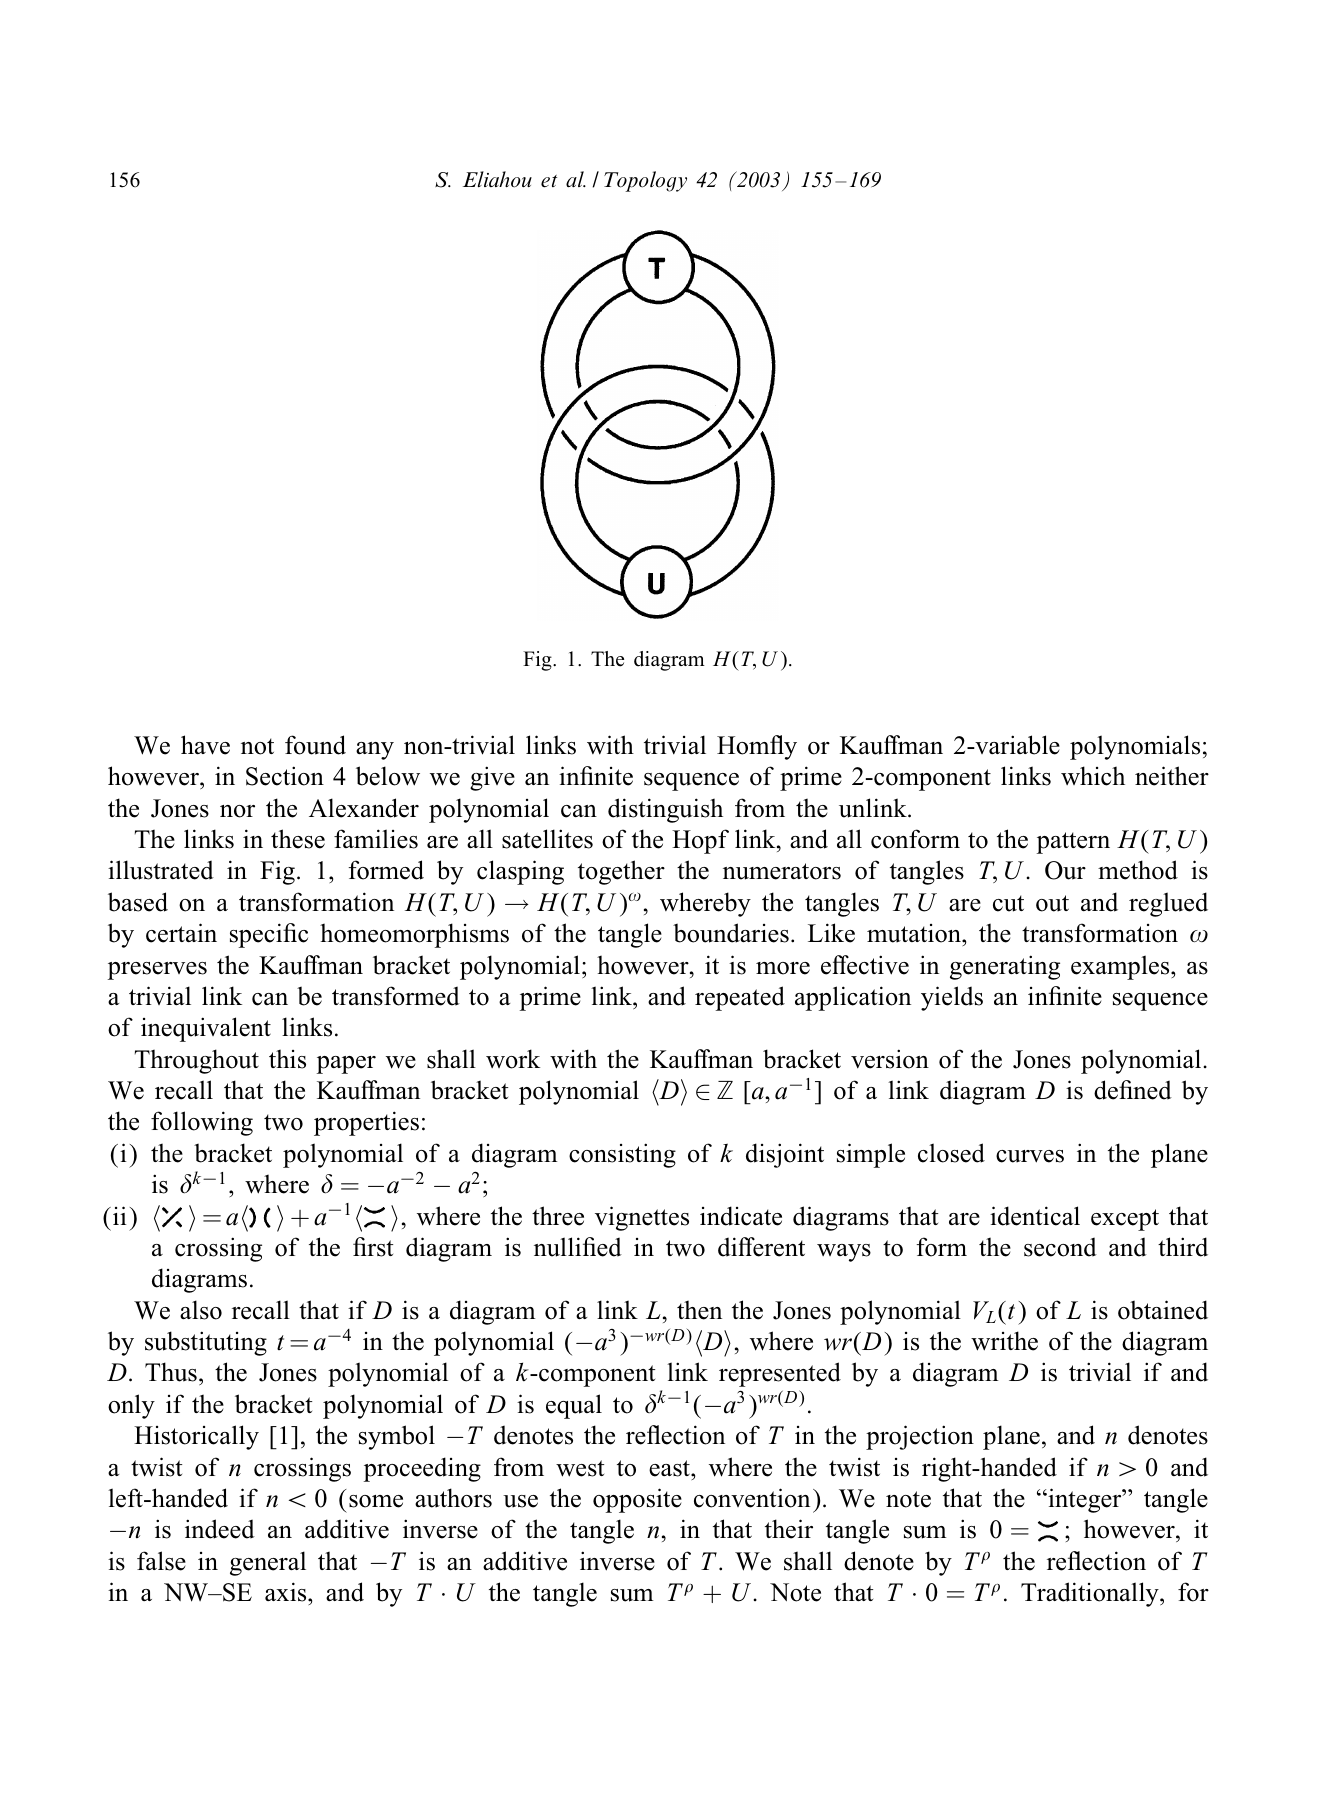 156
S. Eliahou et al. / Topology 42 (2003) 155–169
T
U
Fig. 1. The diagram H(T, U).
We have not found any non-trivial links with trivial Homfly or Kauffman 2-variable polynomials;
however, in Section 4 below we give an infinite sequence of prime 2-component links which neither
the Jones nor the Alexander polynomial can distinguish from the unlink.
The links in these families are all satellites of the Hopf link, and all conform to the pattern H(T, U)
illustrated in Fig. 1, formed by clasping together the numerators of tangles T, U. Our method is
based on a transformation H(T, U) → H(T, U)^ω, whereby the tangles T, U are cut out and reglued
by certain specific homeomorphisms of the tangle boundaries. Like mutation, the transformation ω
preserves the Kauffman bracket polynomial; however, it is more effective in generating examples, as
a trivial link can be transformed to a prime link, and repeated application yields an infinite sequence
of inequivalent links.
Throughout this paper we shall work with the Kauffman bracket version of the Jones polynomial.
We recall that the Kauffman bracket polynomial ⟨D⟩ ∈ ℤ [a, a⁻¹] of a link diagram D is defined by
the following two properties:
(i) the bracket polynomial of a diagram consisting of k disjoint simple closed curves in the plane
is δ^{k−1}, where δ = −a⁻² − a²;
(ii) ⟨⟩ = a⟨⟩ + a⁻¹⟨⟩, where the three vignettes indicate diagrams that are identical except that
a crossing of the first diagram is nullified in two different ways to form the second and third
diagrams.
We also recall that if D is a diagram of a link L, then the Jones polynomial V_L(t) of L is obtained
by substituting t = a⁻⁴ in the polynomial (−a³)^{−wr(D)}⟨D⟩, where wr(D) is the writhe of the diagram
D. Thus, the Jones polynomial of a k-component link represented by a diagram D is trivial if and
only if the bracket polynomial of D is equal to δ^{k−1}(−a³)^{wr(D)}.
Historically [1], the symbol −T denotes the reflection of T in the projection plane, and n denotes
a twist of n crossings proceeding from west to east, where the twist is right-handed if n > 0 and
left-handed if n < 0 (some authors use the opposite convention). We note that the “integer” tangle
−n is indeed an additive inverse of the tangle n, in that their tangle sum is 0 = ≍; however, it
is false in general that −T is an additive inverse of T. We shall denote by T^ρ the reflection of T
in a NW–SE axis, and by T · U the tangle sum T^ρ + U. Note that T · 0 = T^ρ. Traditionally, for